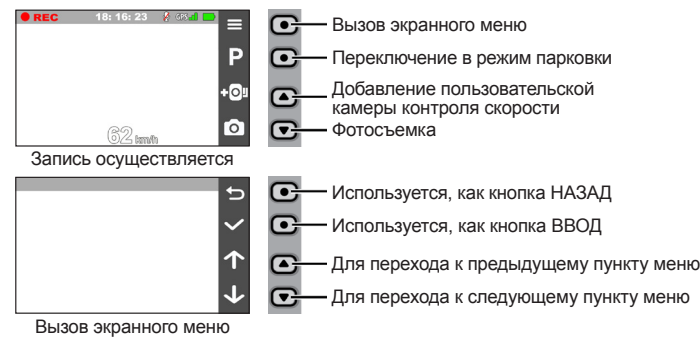 REC 18: 16: 23 GPS
P
62 km/h
Запись осуществляется
Вызов экранного меню
Переключение в режим парковки
Добавление пользовательской
камеры контроля скорости
Фотосъемка
Вызов экранного меню
Используется, как кнопка НАЗАД
Используется, как кнопка ВВОД
Для перехода к предыдущему пункту меню
Для перехода к следующему пункту меню